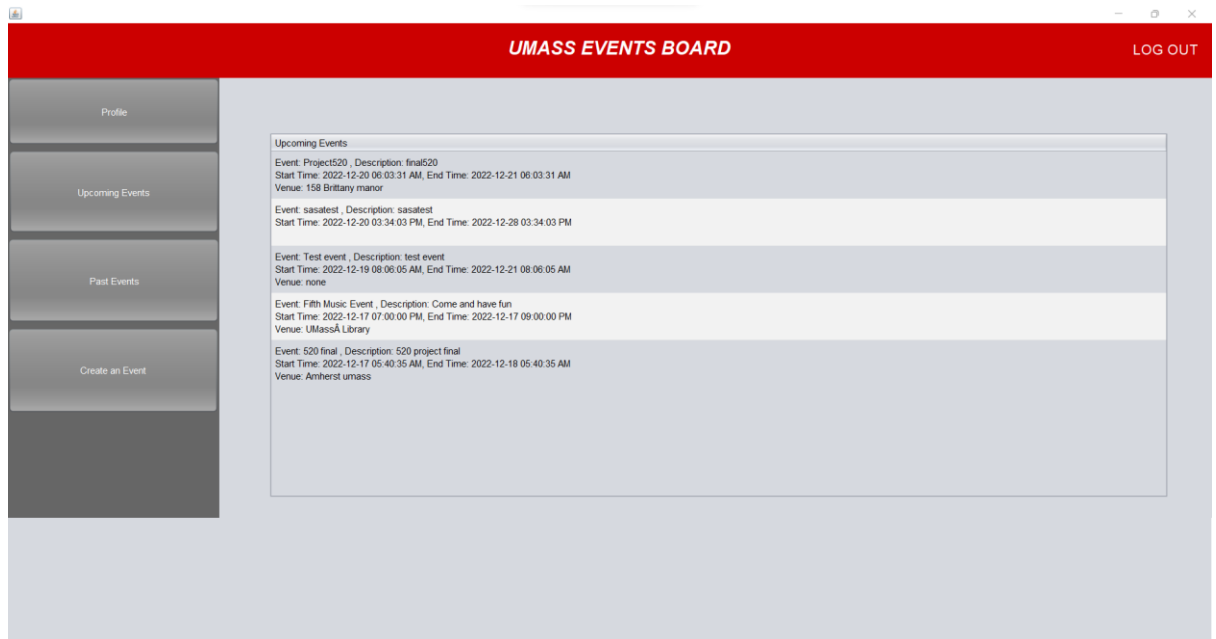 UMASS EVENTS BOARD
LOG OUT
Profile
Upcoming Events
Past Events
Create an Event
Upcoming Events
Event: Project520 , Description: final520
Start Time: 2022-12-20 06:03:31 AM, End Time: 2022-12-21 06:03:31 AM
Venue: 158 Brittany manor
Event: sasatest , Description: sasatest
Start Time: 2022-12-20 03:34:03 PM, End Time: 2022-12-28 03:34:03 PM
Event: Test event , Description: test event
Start Time: 2022-12-19 08:06:05 AM, End Time: 2022-12-21 08:06:05 AM
Venue: none
Event: Fifth Music Event , Description: Come and have fun
Start Time: 2022-12-17 07:00:00 PM, End Time: 2022-12-17 09:00:00 PM
Venue: UMassÂ Library
Event: 520 final , Description: 520 project final
Start Time: 2022-12-17 05:40:35 AM, End Time: 2022-12-18 05:40:35 AM
Venue: Amherst umass